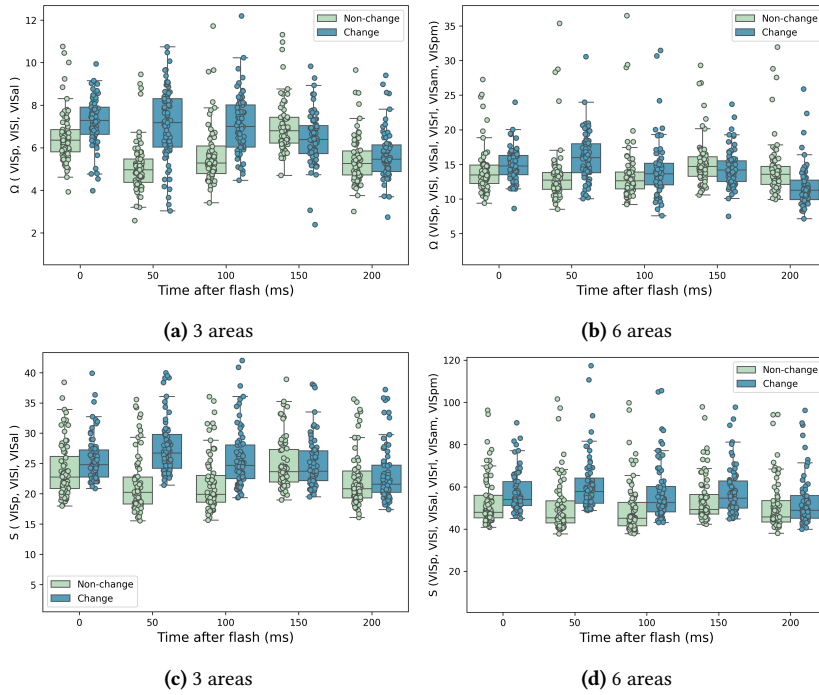 12
10
8
6
4
2
Ω ( VISp, VISl, VISal)
Non-change
Change
0 50 100 150 200
Time after flash (ms)
(a) 3 areas
35
30
25
20
15
10
5
Ω (VISp, VISl, VISal, VISrl, VISam, VISpm)
Non-change
Change
0 50 100 150 200
Time after flash (ms)
(b) 6 areas
40
35
30
25
20
15
10
5
S ( VISp, VISl, VISal)
Non-change
Change
0 50 100 150 200
Time after flash (ms)
(c) 3 areas
120
100
80
60
40
20
S (VISp, VISl, VISal, VISrl, VISam, VISpm)
Non-change
Change
0 50 100 150 200
Time after flash (ms)
(d) 6 areas